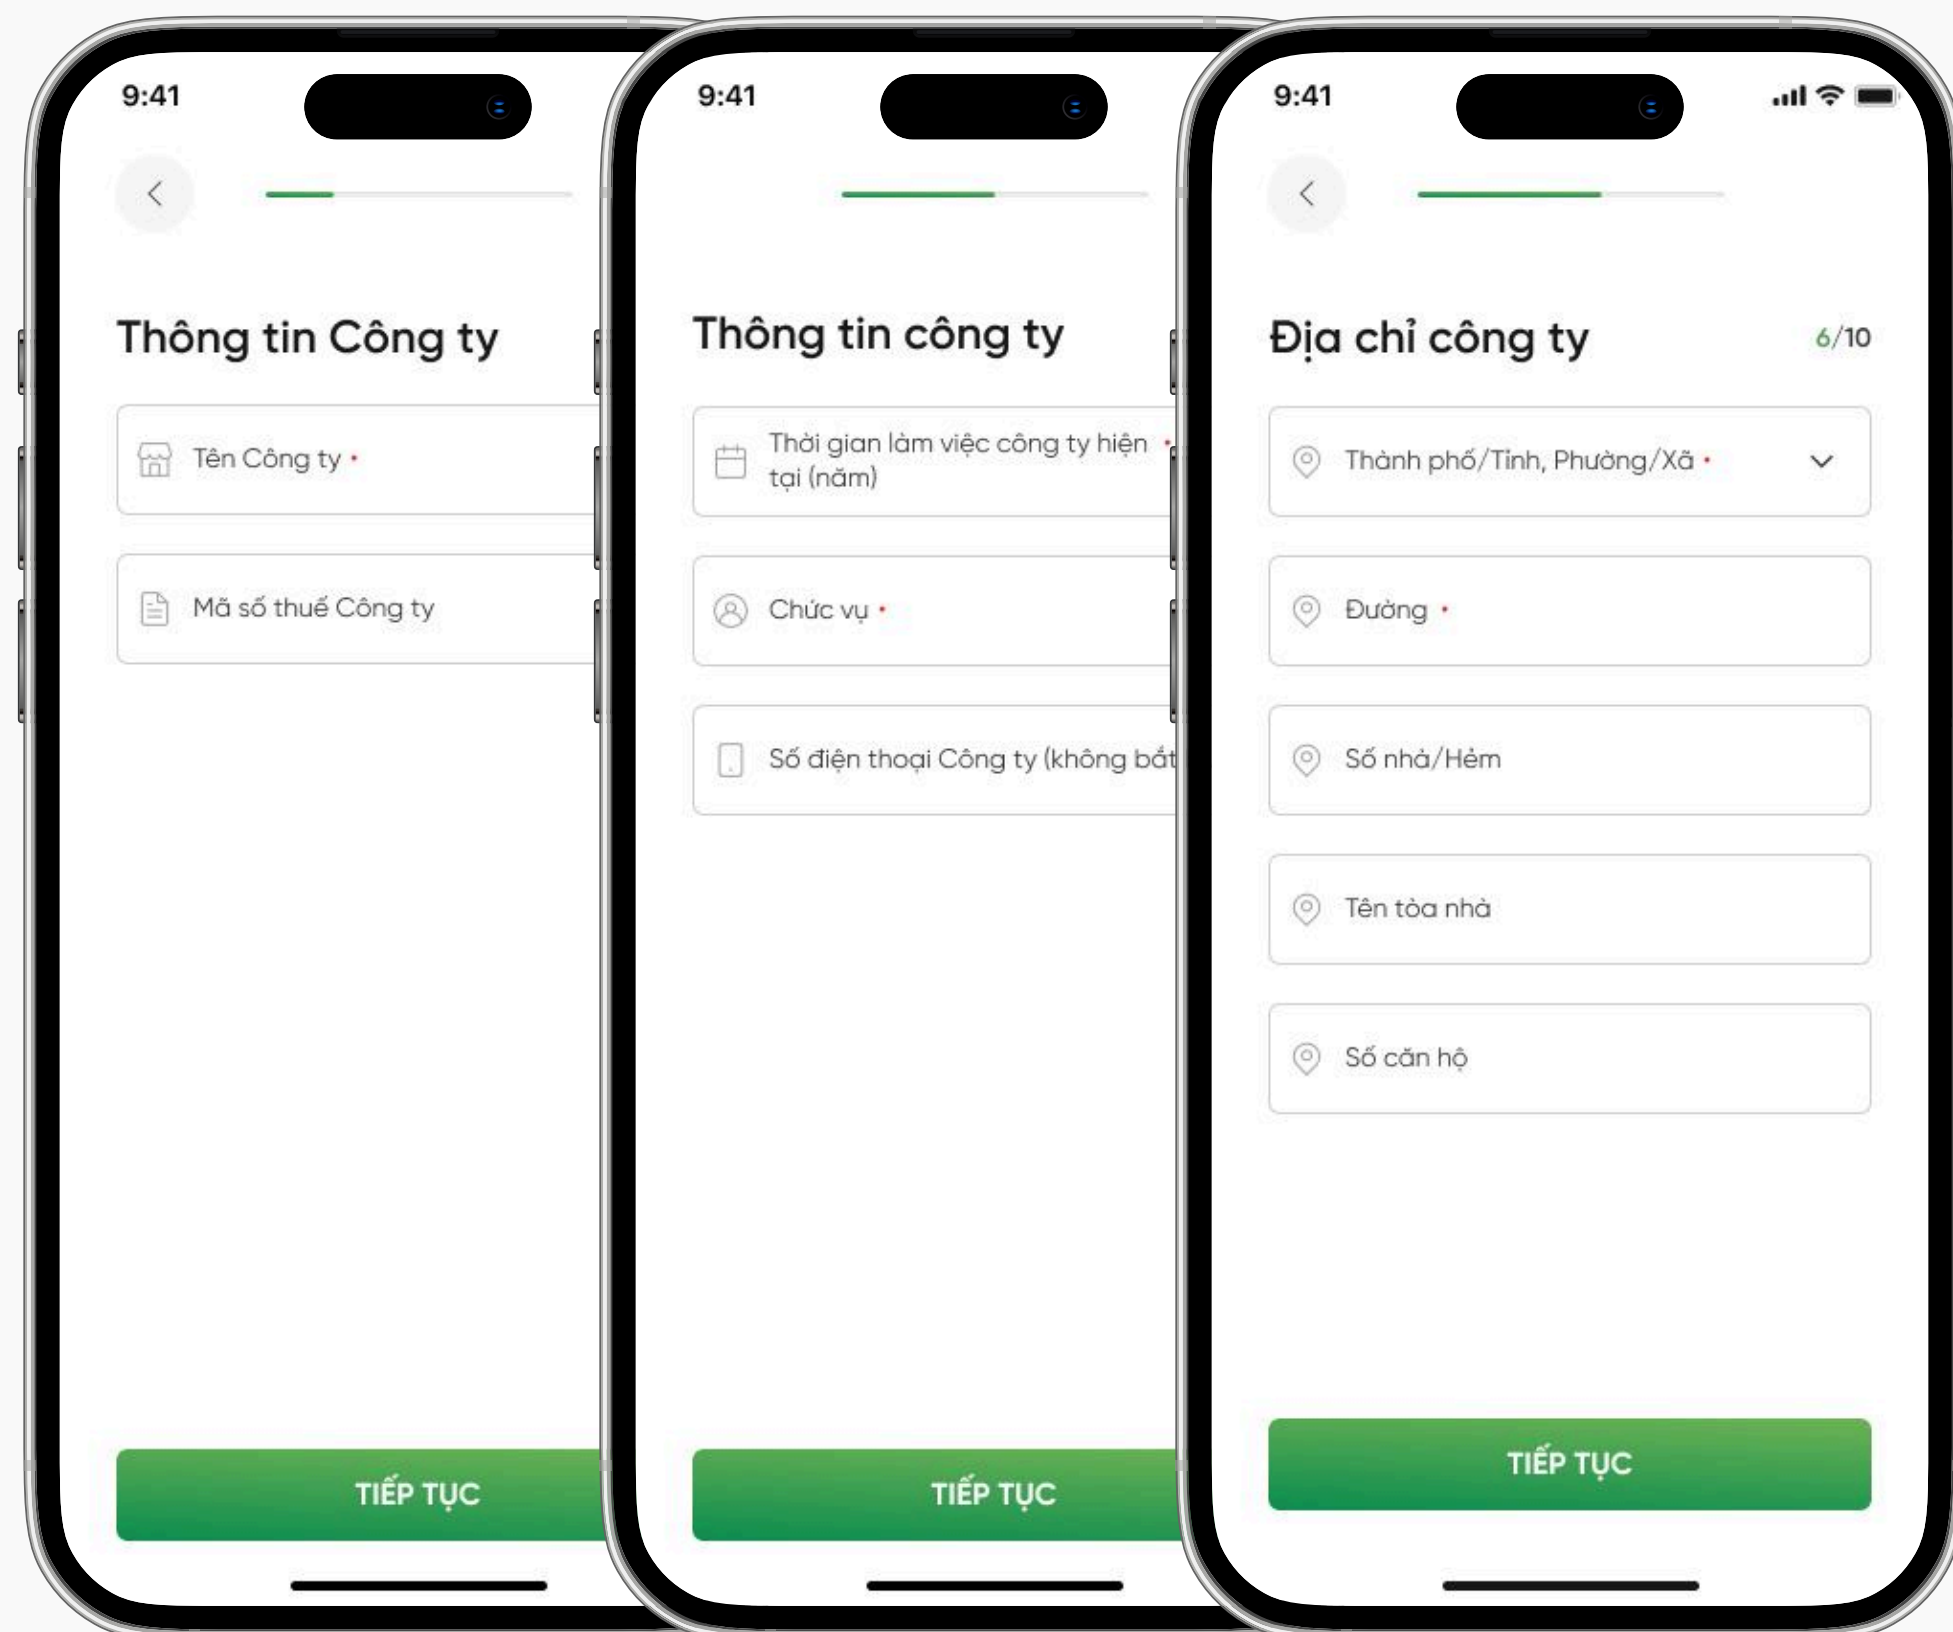 9:41
Thông tin Công ty
Tên Công ty •
Mã số thuế Công ty
TIẾP TỤC
9:41
Thông tin công ty
Thời gian làm việc công ty hiện •
tại (năm)
Chức vụ •
Số điện thoại Công ty (không bắt
TIẾP TỤC
9:41
Địa chỉ công ty
6/10
Thành phố/Tỉnh, Phường/Xã •
Đường •
Số nhà/Hẻm
Tên tòa nhà
Số căn hộ
TIẾP TỤC